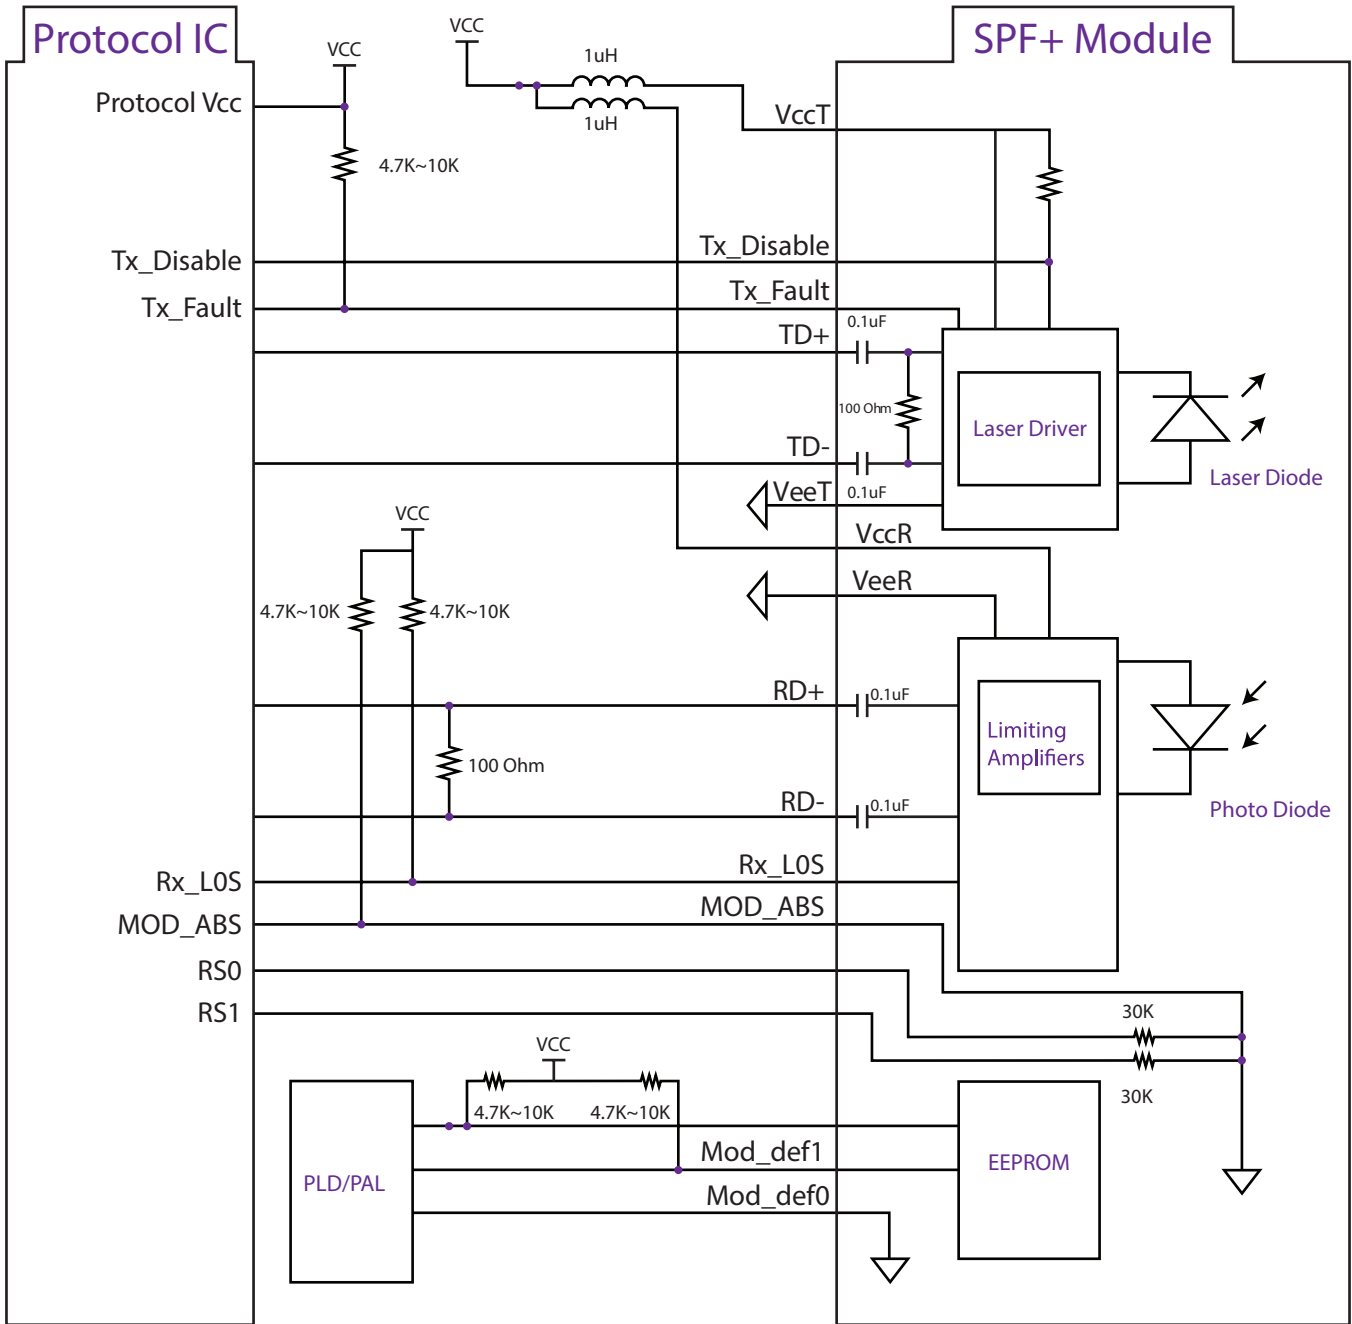 Protocol IC
SPF+ Module
VCC
VCC
1uH
1uH
Protocol Vcc
VccT
4.7K~10K
Tx_Disable
Tx_Disable
Tx_Fault
Tx_Fault
TD+
0.1uF
100 Ohm
Laser Driver
TD-
0.1uF
Laser Diode
VeeT
VCC
VccR
VeeR
4.7K~10K
4.7K~10K
RD+
0.1uF
Limiting
Amplifiers
100 Ohm
RD-
0.1uF
Photo Diode
Rx_L0S
Rx_L0S
MOD_ABS
MOD_ABS
RS0
RS1
30K
30K
VCC
4.7K~10K
4.7K~10K
Mod_def1
EEPROM
PLD/PAL
Mod_def0